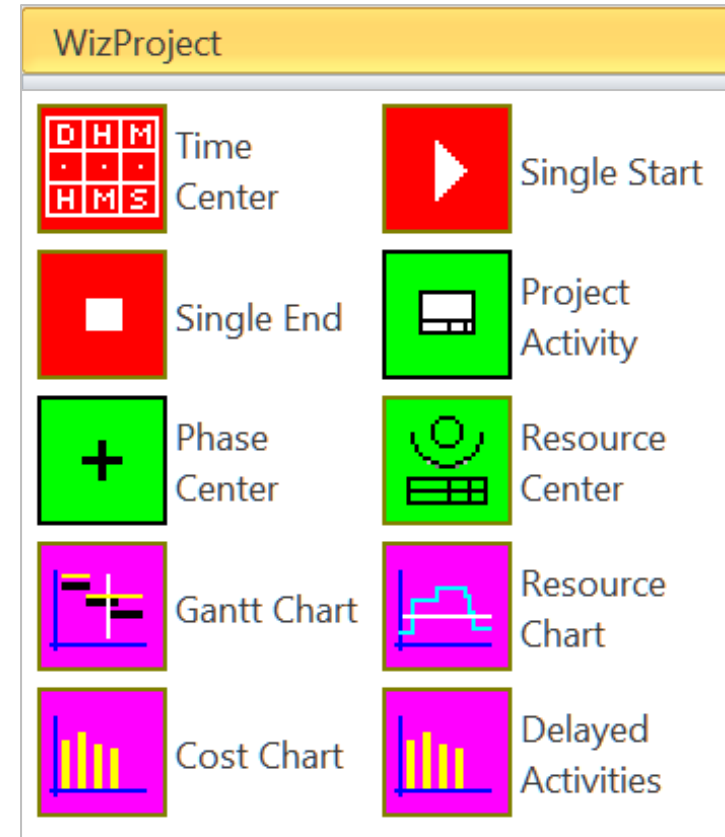 WizProject
D H M
H M S
Time
Center
Single Start
Single End
Project
Activity
Phase
Center
Resource
Center
Gantt Chart
Resource
Chart
Cost Chart
Delayed
Activities